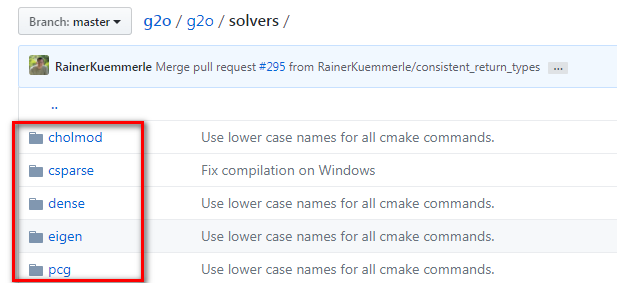 Branch: master g2o / g2o / solvers /
RainerKuemmerle Merge pull request #295 from RainerKuemmerle/consistent_return_types ...
..
cholmod Use lower case names for all cmake commands.
csparse Fix compilation on Windows
dense Use lower case names for all cmake commands.
eigen Use lower case names for all cmake commands.
pcg Use lower case names for all cmake commands.